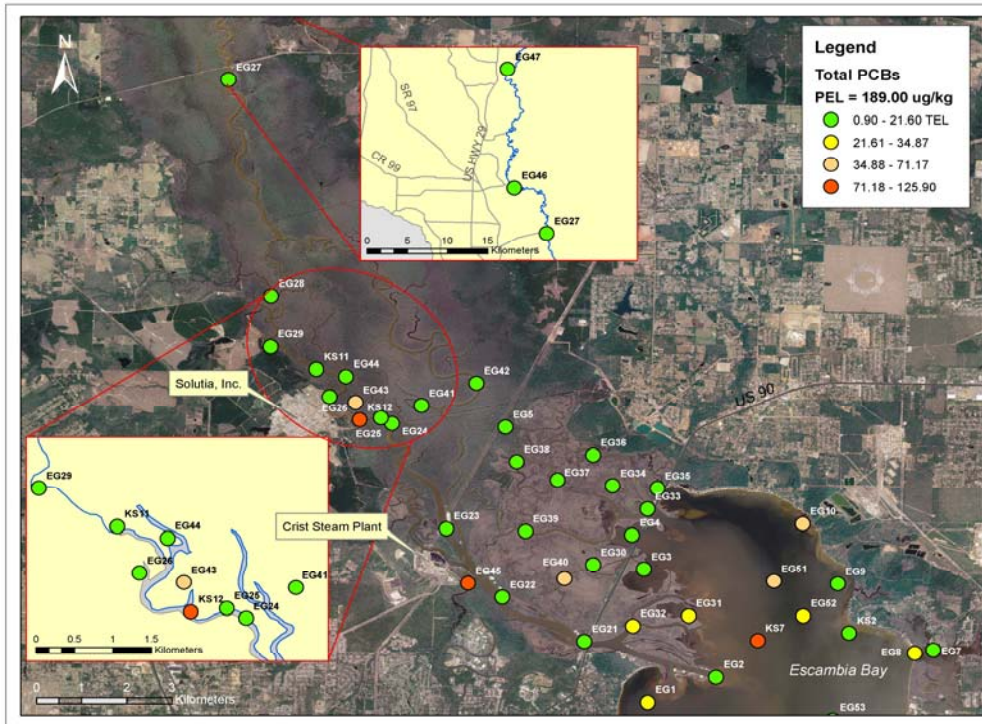 N
EG27
EG47
SR 97
US HWY 29
CR 99
EG46
EG27
0 5 10 15
Kilometers
Legend
Total PCBs
PEL = 189.00 ug/kg
0.90 - 21.60 TEL
21.61 - 34.87
34.88 - 71.17
71.18 - 125.90
EG28
EG29
KS11
EG44
EG42
Solutia, Inc.
EG43
EG41
EG26
KS12
EG25
EG24
US 90
EG5
EG36
EG38
EG37
EG34
EG35
EG33
EG29
KS11
EG44
EG26
EG43
EG41
KS12
EG25
EG24
0 0.5 1 1.5
Kilometers
Crist Steam Plant
EG23
EG39
EG4
EG10
EG45
EG40
EG30
EG3
EG51
EG9
EG22
EG31
EG52
EG32
KS2
EG21
KS7
EG8
EG7
EG2
Escambia Bay
EG1
EG53
0 1 2 3
Kilometers